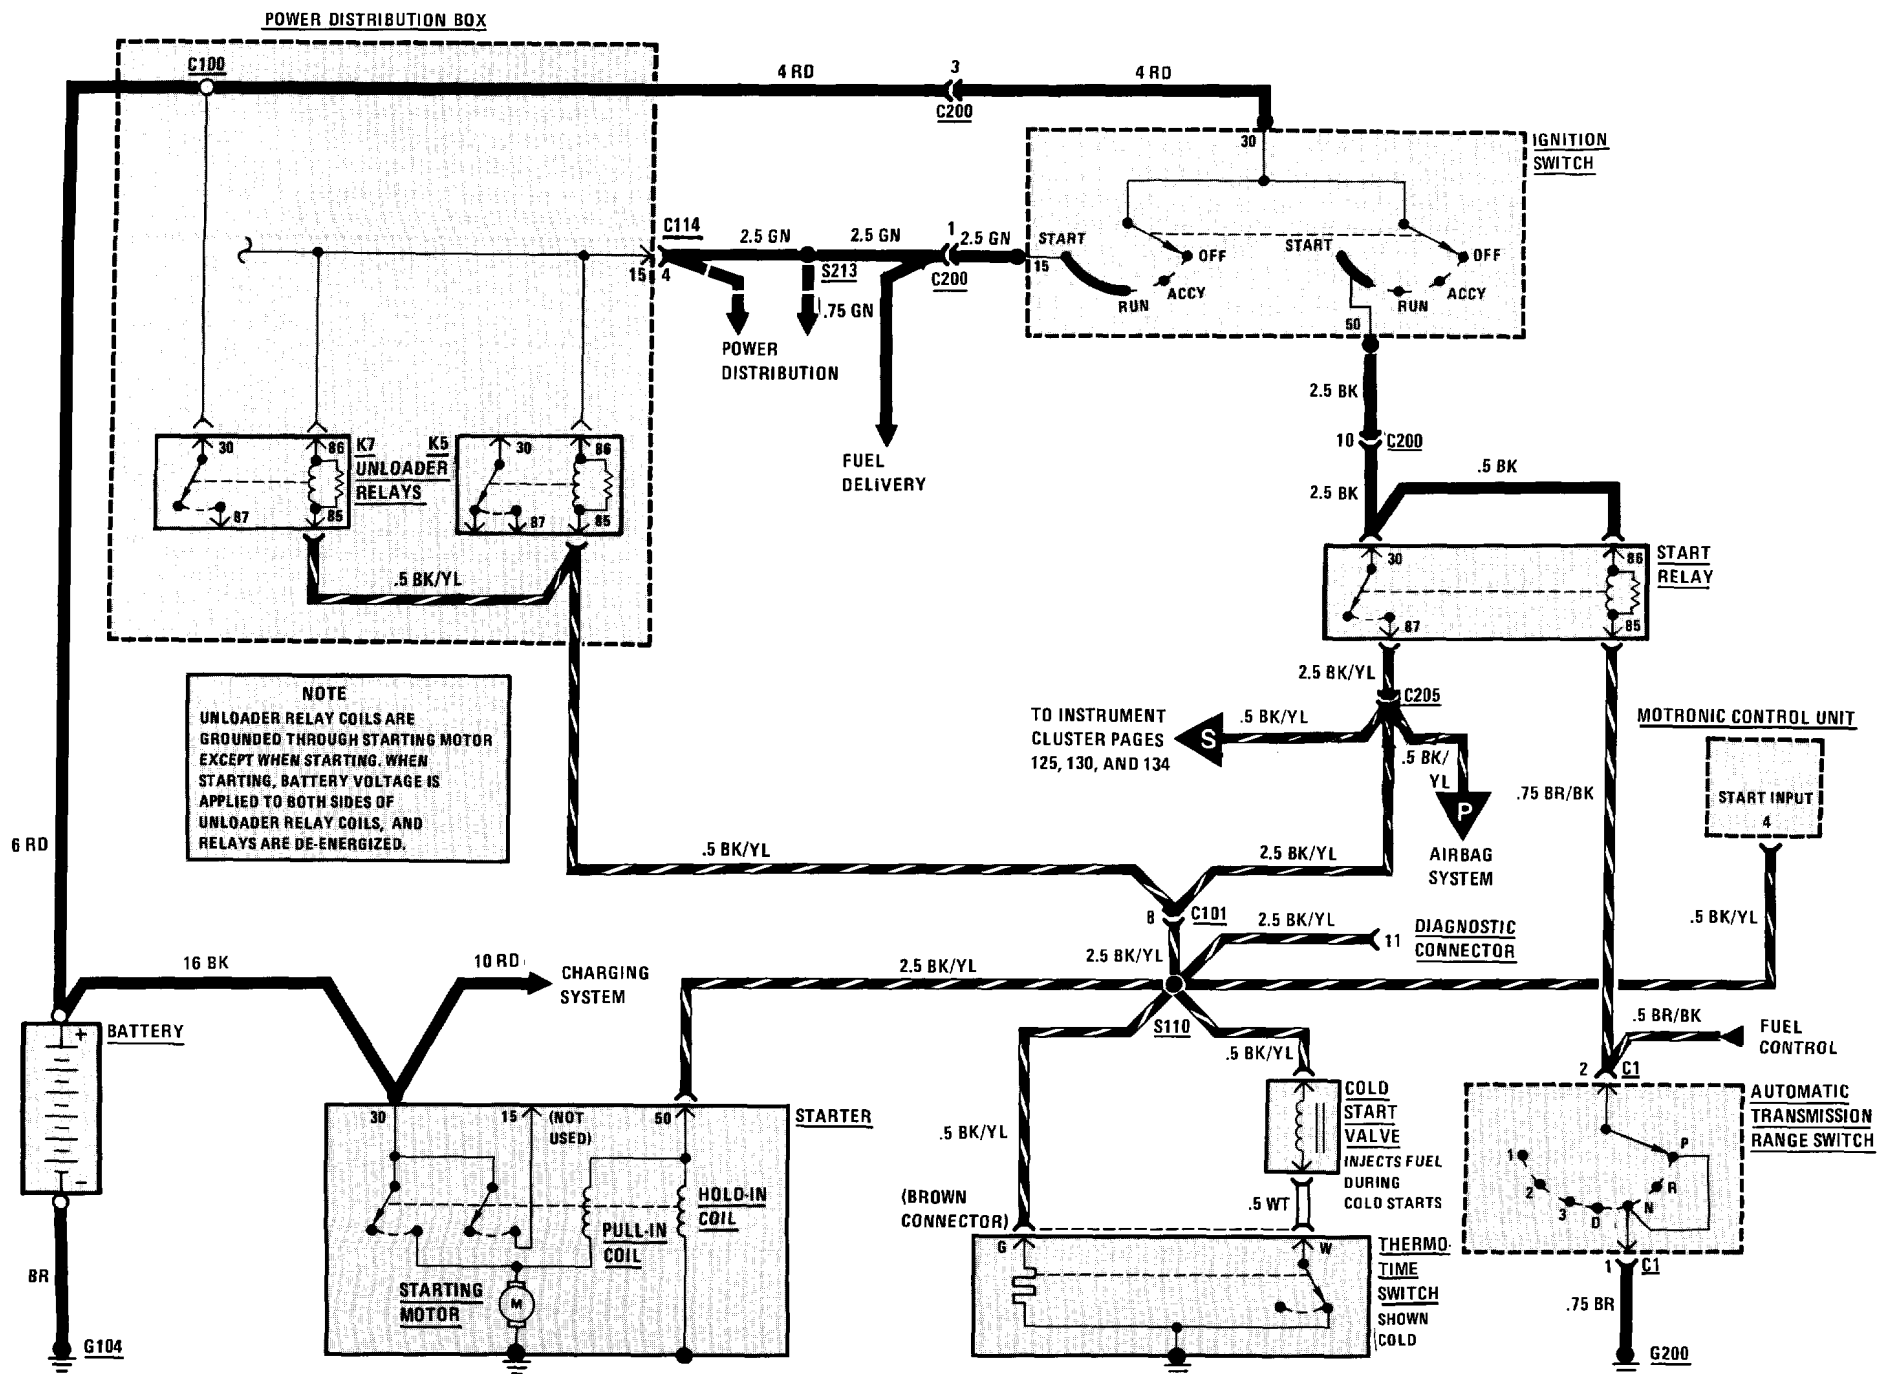 POWER DISTRIBUTION BOX
C100
4 RD
3
4 RD
C200
30
IGNITION
SWITCH
C114
2.5 GN
2.5 GN
1
2.5 GN
START
OFF
START
OFF
15
4
S213
C200
15
ACCY
RUN
ACCY
RUN
.75 GN
50
POWER
DISTRIBUTION
2.5 BK
10
C200
FUEL
DELIVERY
30
86
K7
K5
UNLOADER
RELAYS
30
86
87
85
87
85
.5 BK
2.5 BK
30
86
START
RELAY
87
85
.5 BK/YL
2.5 BK/YL
C205
NOTE
UNLOADER RELAY COILS ARE
GROUNDED THROUGH STARTING MOTOR
EXCEPT WHEN STARTING. WHEN
STARTING, BATTERY VOLTAGE IS
APPLIED TO BOTH SIDES OF
UNLOADER RELAY COILS, AND
RELAYS ARE DE-ENERGIZED.
TO INSTRUMENT
CLUSTER PAGES
125, 130, AND 134
S
.5 BK/YL
.5 BK/
YL
P
AIRBAG
SYSTEM
.75 BR/BK
MOTRONIC CONTROL UNIT
START INPUT
4
6 RD
.5 BK/YL
2.5 BK/YL
8
C101
2.5 BK/YL
11
DIAGNOSTIC
CONNECTOR
.5 BK/YL
2.5 BK/YL
16 BK
10 RD
CHARGING
SYSTEM
2.5 BK/YL
S110
.5 BR/BK
FUEL
CONTROL
+
BATTERY
-
2
C1
30
15
(NOT
USED)
50
STARTER
.5 BK/YL
.5 BK/YL
COLD
START
VALVE
INJECTS FUEL
DURING
COLD STARTS
AUTOMATIC
TRANSMISSION
RANGE SWITCH
P
R
N
D
3
2
1
HOLD-IN
COIL
PULL-IN
COIL
STARTING
MOTOR
M
(BROWN
CONNECTOR)
.5 WT
G
W
THERMO-
TIME
SWITCH
SHOWN
COLD
1
C1
.75 BR
G200
BR
G104